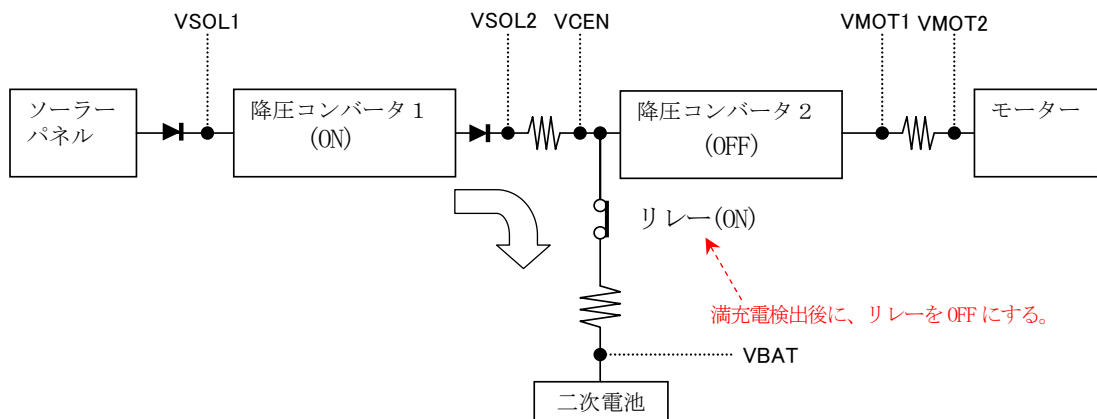 VSOL1
VSOL2
VCEN
VMOT1
VMOT2
ソーラー
パネル
降圧コンバータ１
(ON)
降圧コンバータ２
(OFF)
モーター
リレー(ON)
満充電検出後に、リレーを OFF にする。
VBAT
二次電池